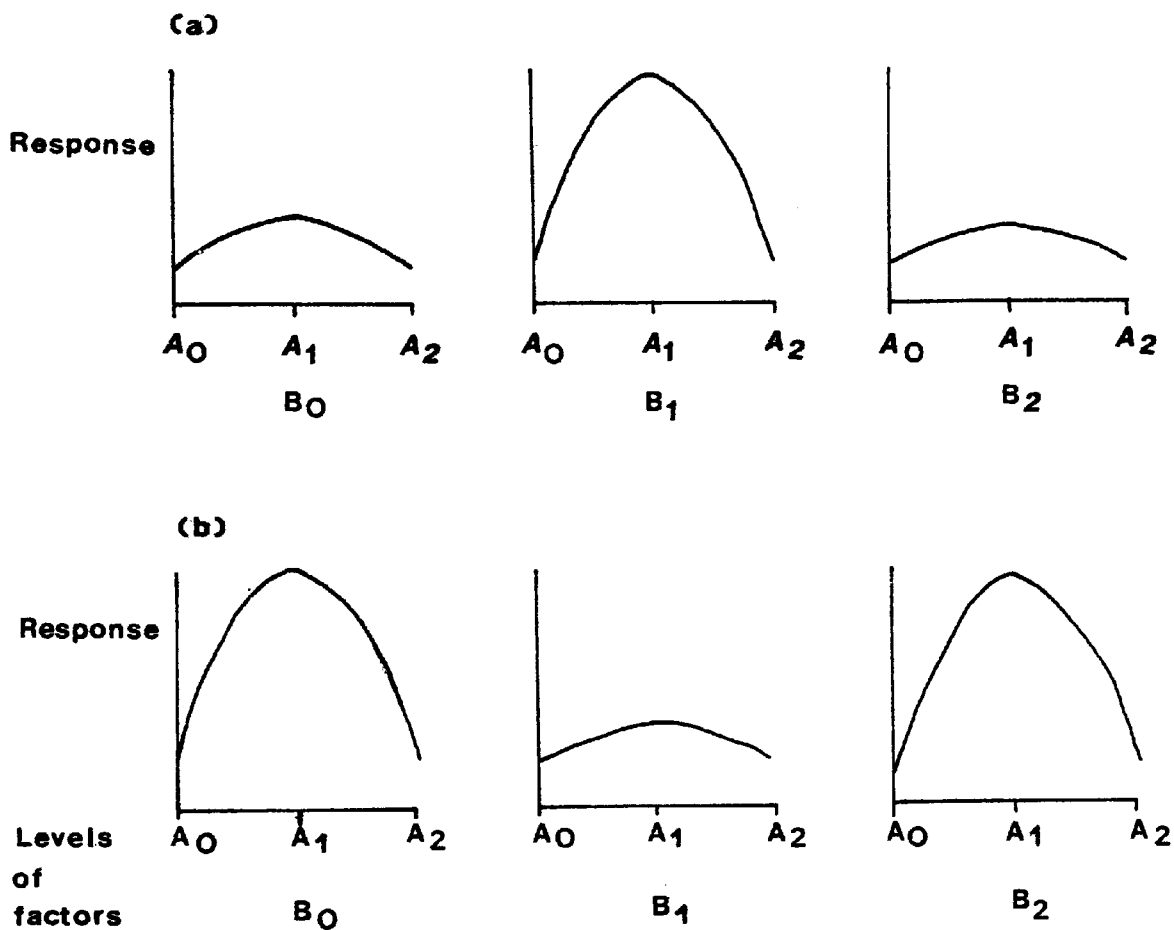 (a)
Response
A0 A1 A2 A0 A1 A2 A0 A1 A2
B0 B1 B2
(b)
Response
A0 A1 A2 A0 A1 A2 A0 A1 A2
Levels
of
factors
B0 B1 B2